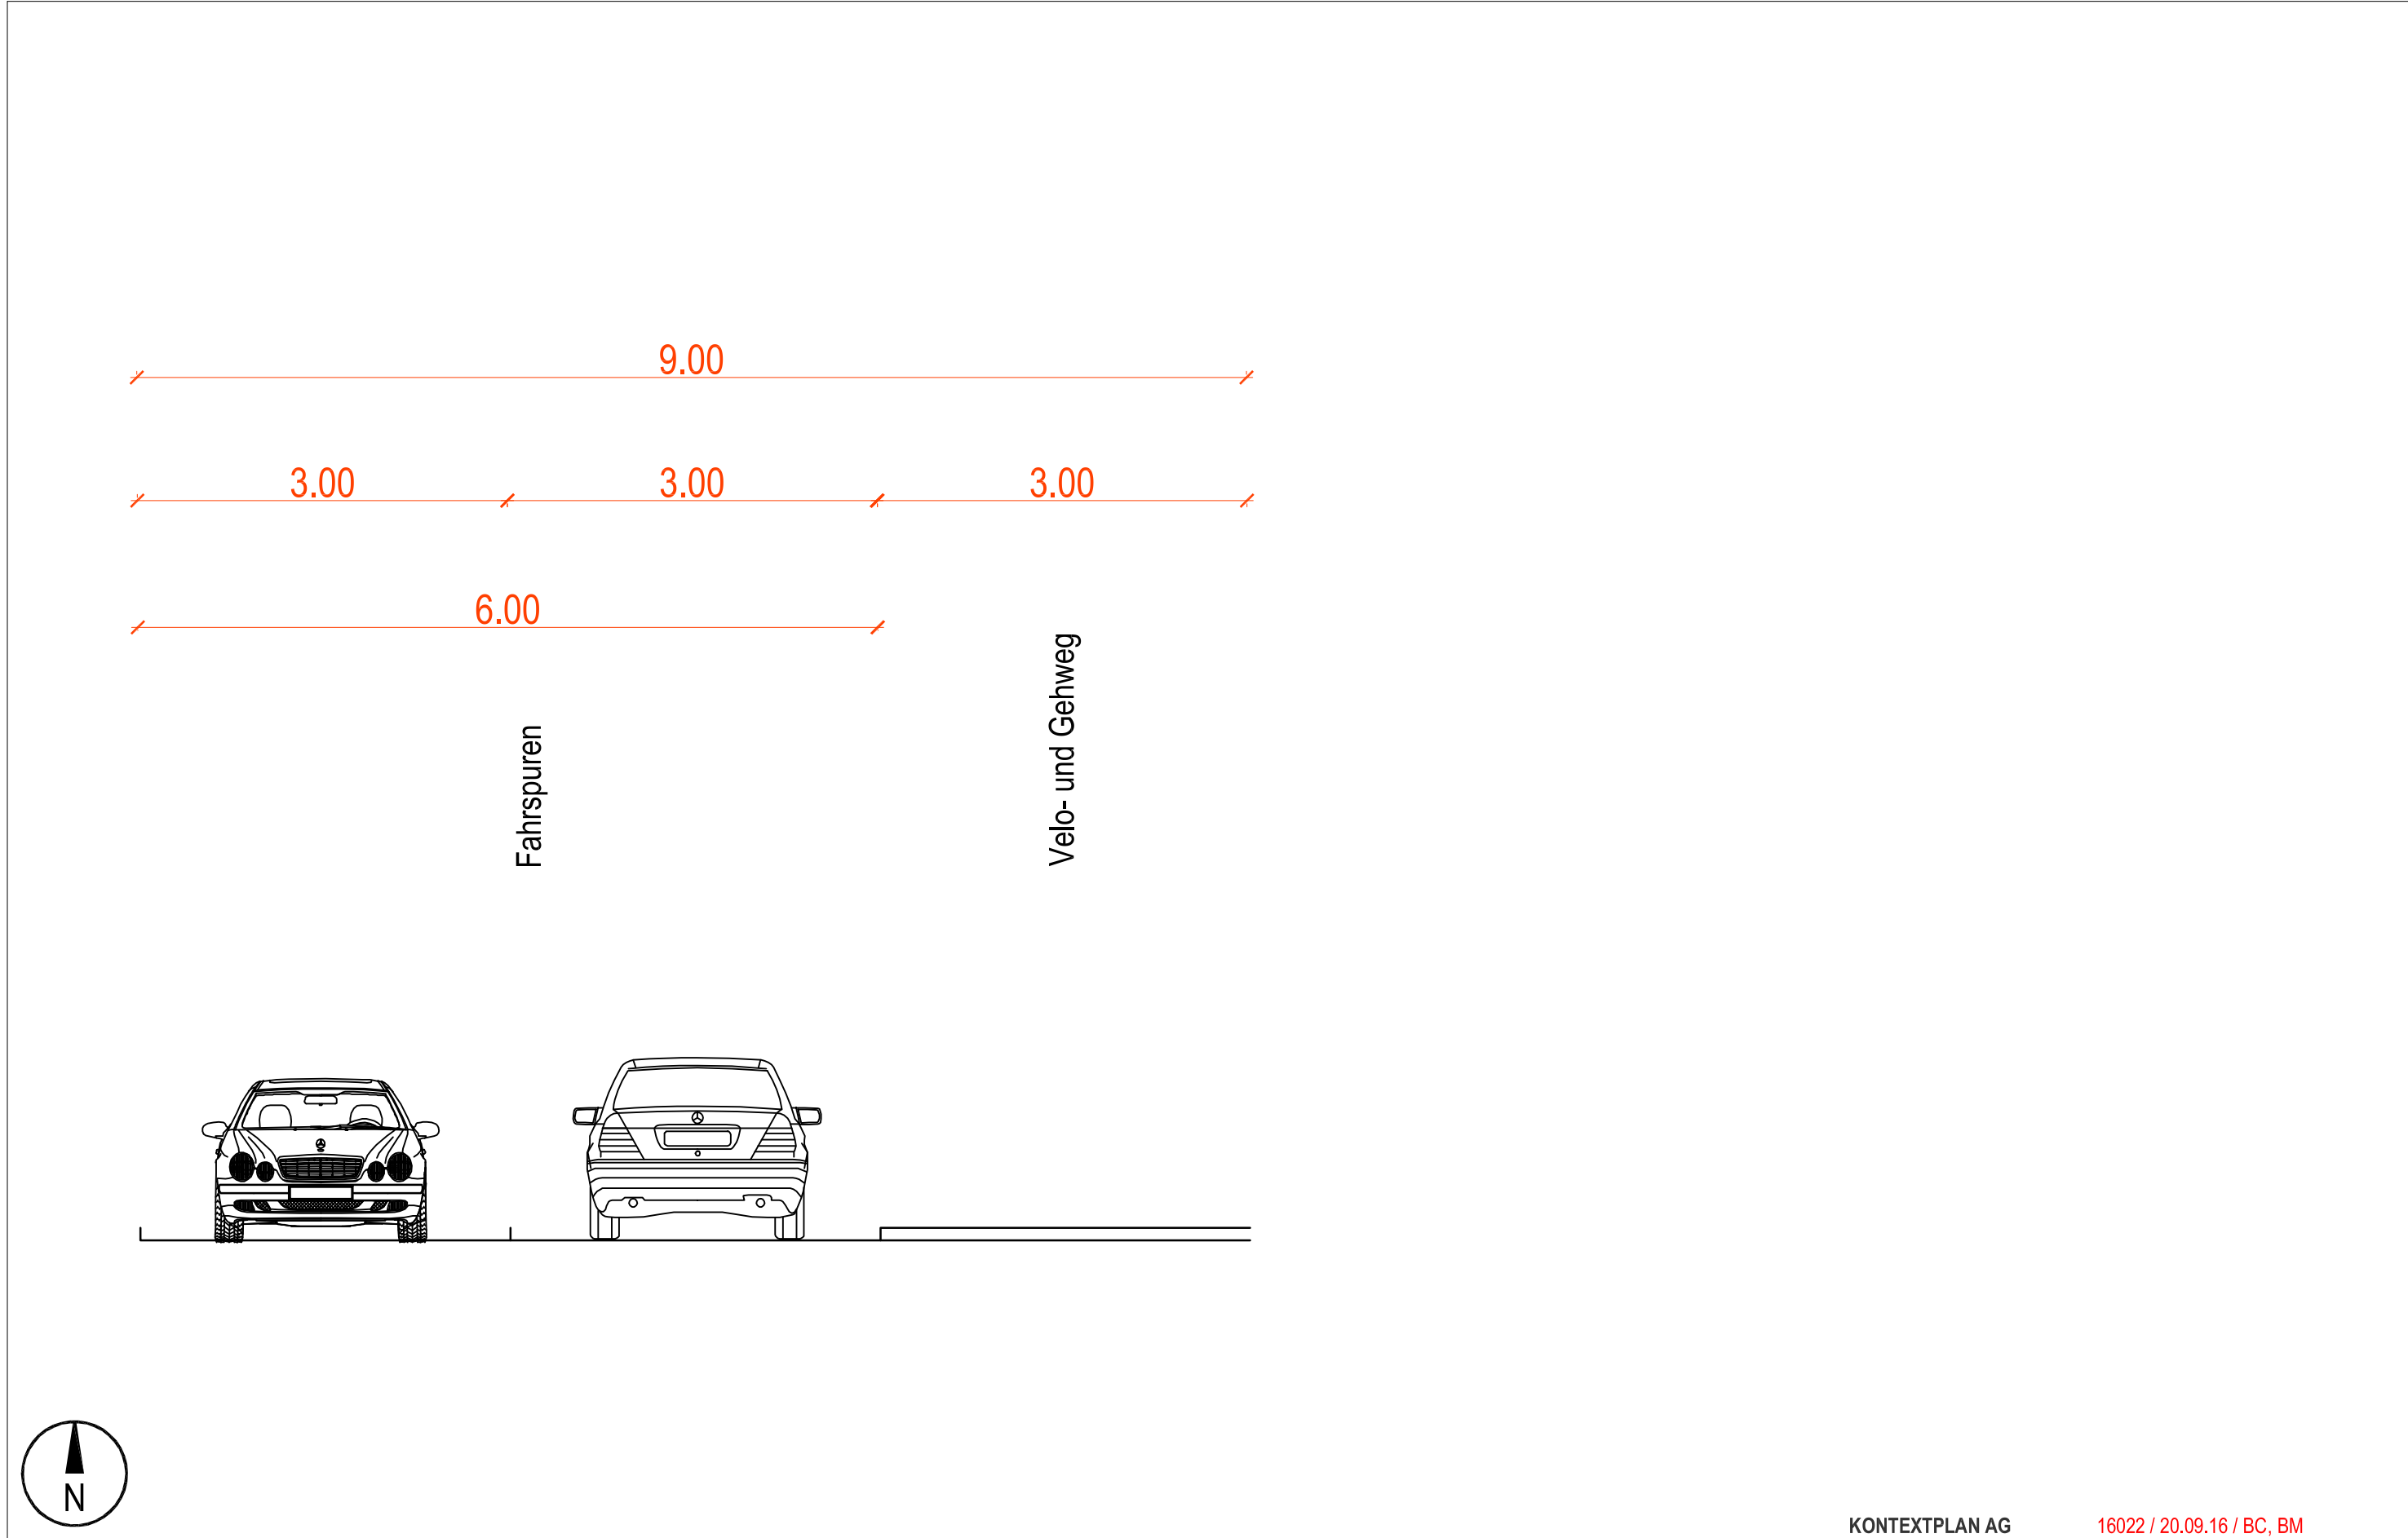 9.00
3.00 3.00 3.00
6.00
Fahrspuren
Velo- und Gehweg
N
KONTEXTPLAN AG 16022 / 20.09.16 / BC, BM